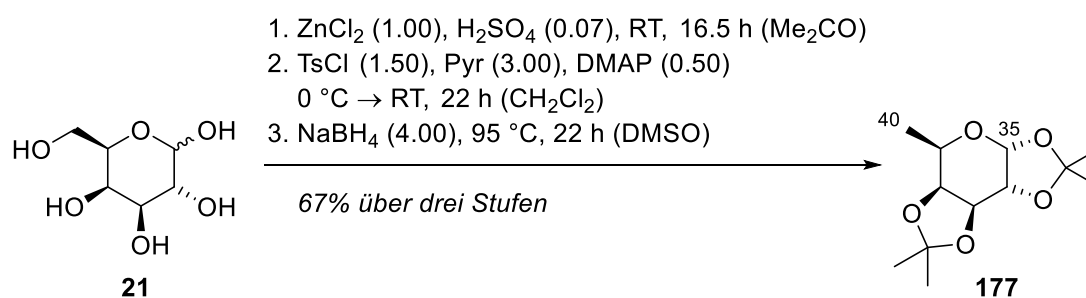 1. ZnCl₂ (1.00), H₂SO₄ (0.07), RT, 16.5 h (Me₂CO)
2. TsCl (1.50), Pyr (3.00), DMAP (0.50)
0 °C → RT, 22 h (CH₂Cl₂)
3. NaBH₄ (4.00), 95 °C, 22 h (DMSO)
67% über drei Stufen
HO
O
OH
HO
OH
OH
21
40
O
35
O
O
O
O
177